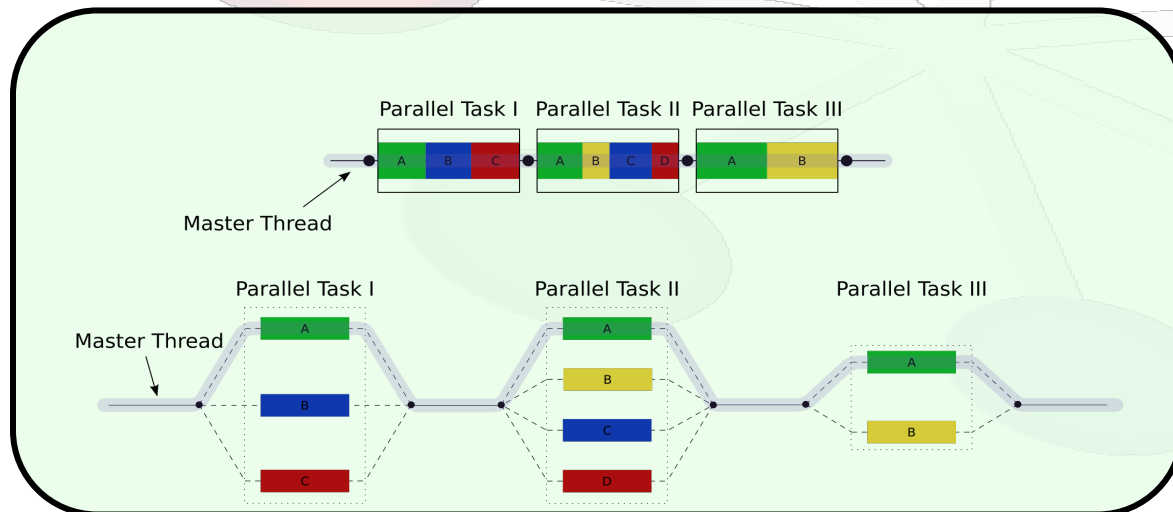 Parallel Task I
Parallel Task II
Parallel Task III
A B C
A B C D
A B
Master Thread
Parallel Task I
Parallel Task II
Parallel Task III
A
A
Master Thread
A
B
B
C
B
C
D